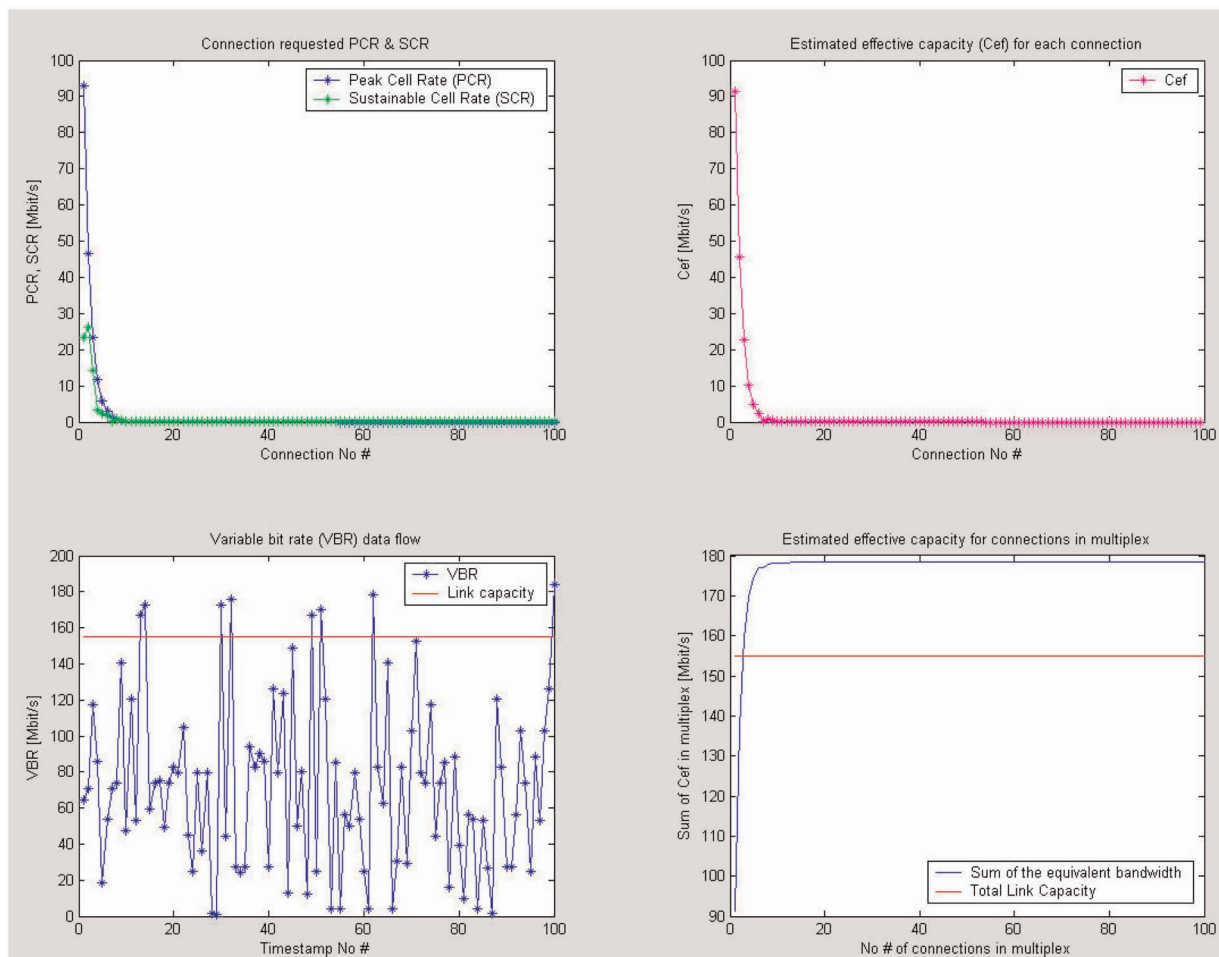 Connection requested PCR & SCR
100
90
80
70
60
50
40
30
20
10
0
PCR, SCR [Mbit/s]
Peak Cell Rate (PCR)
Sustainable Cell Rate (SCR)
0 20 40 60 80 100
Connection No #
Estimated effective capacity (Cef) for each connection
100
90
80
70
60
50
40
30
20
10
0
Cef [Mbit/s]
Cef
0 20 40 60 80 100
Connection No #
Variable bit rate (VBR) data flow
200
180
160
140
120
100
80
60
40
20
0
VBR [Mbit/s]
VBR
Link capacity
0 20 40 60 80 100
Timestamp No #
Estimated effective capacity for connections in multiplex
180
170
160
150
140
130
120
110
100
90
Sum of Cef in multiplex [Mbit/s]
Sum of the equivalent bandwidth
Total Link Capacity
0 20 40 60 80 100
No # of connections in multiplex